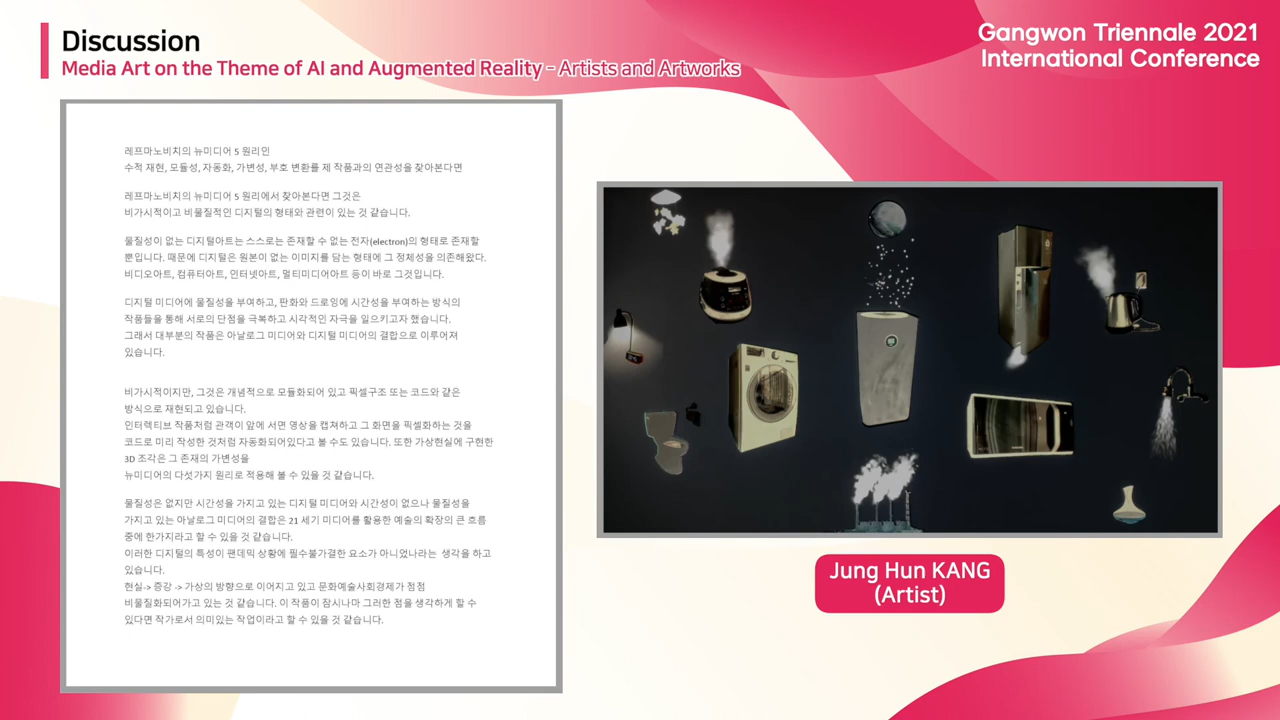 Discussion
Media Art on the Theme of AI and Augmented Reality - Artists and Artworks
Gangwon Triennale 2021
International Conference
레프마노비치의 뉴미디어 5 원리인
수적 재현, 모듈성, 자동화, 가변성, 부호 변환를 제 작품과의 연관성을 찾아본다면
레프마노비치의 뉴미디어 5 원리에서 찾아본다면 그것은
비가시적이고 비물질적인 디지털의 형태와 관련이 있는 것 같습니다.
물질성이 없는 디지털아트는 스스로는 존재할 수 없는 전자(electron)의 형태로 존재할
뿐입니다. 때문에 디지털은 원본이 없는 이미지를 담는 형태에 그 정체성을 의존해왔다.
비디오아트, 컴퓨터아트, 인터넷아트, 멀티미디어아트 등이 바로 그것입니다.
디지털 미디어에 물질성을 부여하고, 판화와 드로잉에 시간성을 부여하는 방식의
작품들을 통해 서로의 단점을 극복하고 시각적인 자극을 일으키고자 했습니다.
그래서 대부분의 작품은 아날로그 미디어와 디지털 미디어의 결합으로 이루어져
있습니다.
비가시적이지만, 그것은 개념적으로 모듈화되어 있고 픽셀구조 또는 코드와 같은
방식으로 재현되고 있습니다.
인터렉티브 작품처럼 관객이 앞에 서면 영상을 캡쳐하고 그 화면을 픽셀화하는 것을
코드로 미리 작성한 것처럼 자동화되어있다고 볼 수도 있습니다. 또한 가상현실에 구현한
3D 조각은 그 존재의 가변성을
뉴미디어의 다섯가지 원리로 적용해 볼 수 있을 것 같습니다.
물질성은 없지만 시간성을 가지고 있는 디지털 미디어와 시간성이 없으나 물질성을
가지고 있는 아날로그 미디어의 결합은 21 세기 미디어를 활용한 예술의 확장의 큰 흐름
중에 한가지라고 할 수 있을 것 같습니다.
이러한 디지털의 특성이 팬데믹 상황에 필수불가결한 요소가 아니었나라는 생각을 하고
있습니다.
현실-> 증강 -> 가상의 방향으로 이어지고 있고 문화예술사회경제가 점점
비물질화되어가고 있는 것 같습니다. 이 작품이 잠시나마 그러한 점을 생각하게 할 수
있다면 작가로서 의미있는 작업이라고 할 수 있을 것 같습니다.
Jung Hun KANG
(Artist)